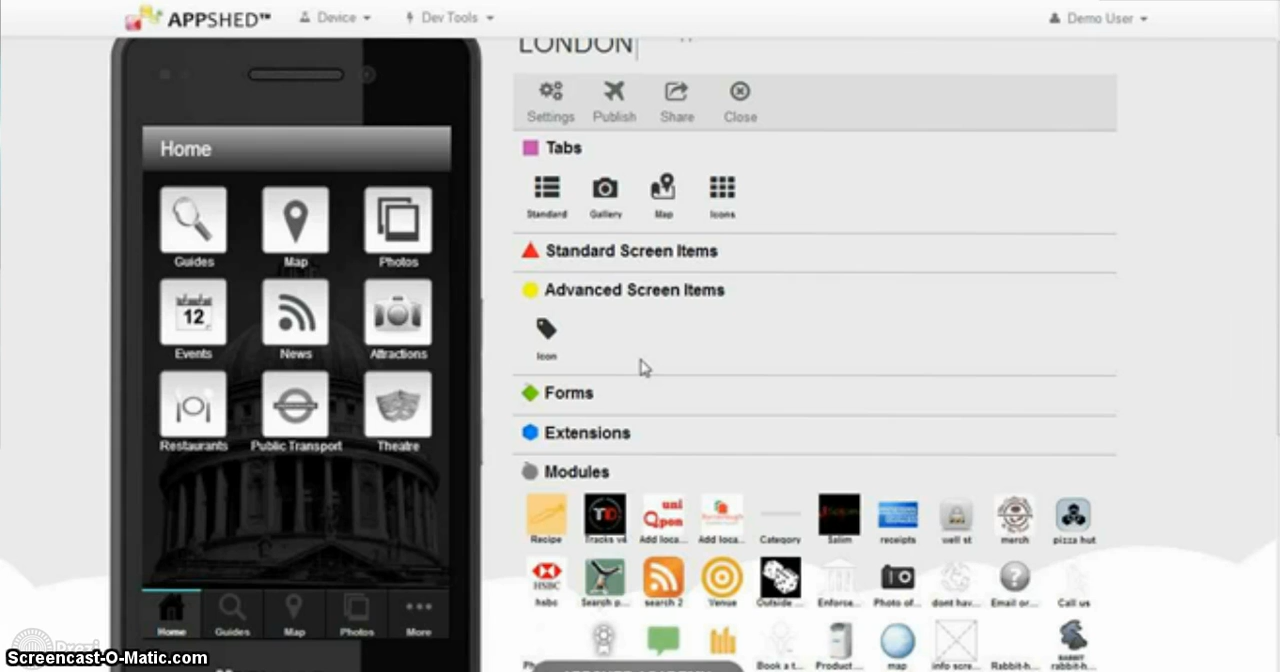 APPSHED™ Device Dev Tools Demo User
LONDON
Settings Publish Share Close
Tabs
Standard Gallery Map Icons
Standard Screen Items
Advanced Screen Items
Icon
Forms
Extensions
Modules
Recipe Tracks v4 Add loca... Add loca... Category Salim receipts well st merch pizza hut
hsbc Search p... search 2 Venue Outside ... Enforce... Photo of... dont hav... Email or... Call us
Book a t... Product... map info scre... Rabbit-h... rabbit-h...
Home
Guides Map Photos
12
Events News Attractions
Restaurants Public Transport Theatre
Home Guides Map Photos More
Prezi
Screencast-O-Matic.com